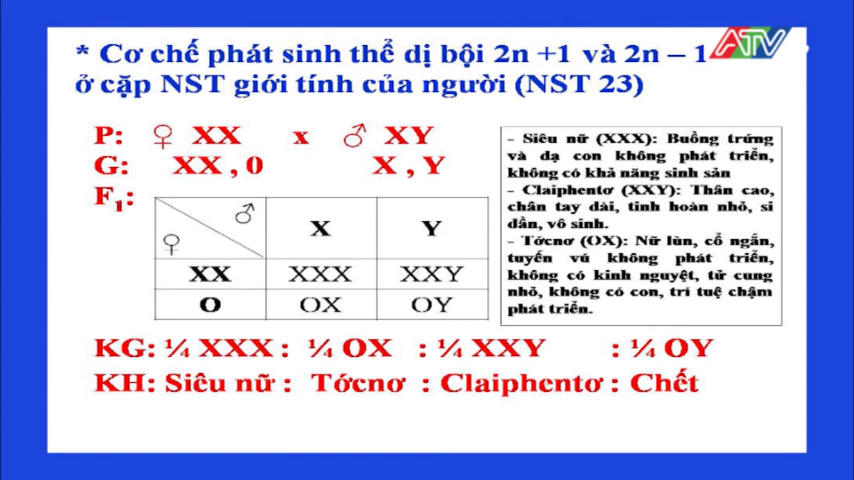 * Cơ chế phát sinh thể dị bội 2n +1 và 2n – 1
ATV
ở cặp NST giới tính của người (NST 23)
P: ♀ XX x ♂ XY
G: XX , 0 X , Y
F₁:
♂ X Y
♀
XX XXX XXY
O OX OY
- Siêu nữ (XXX): Buồng trứng
và dạ con không phát triển,
không có khả năng sinh sản
- Claiphentơ (XXY): Thân cao,
chân tay dài, tinh hoàn nhỏ, si
đần, vô sinh.
- Tớcnơ (OX): Nữ lùn, cổ ngắn,
tuyến vú không phát triễn,
không có kinh nguyệt, tử cung
nhỏ, không có con, trí tuệ chậm
phát triển.
KG: ¼ XXX : ¼ OX : ¼ XXY : ¼ OY
KH: Siêu nữ : Tớcnơ : Claiphentơ : Chết